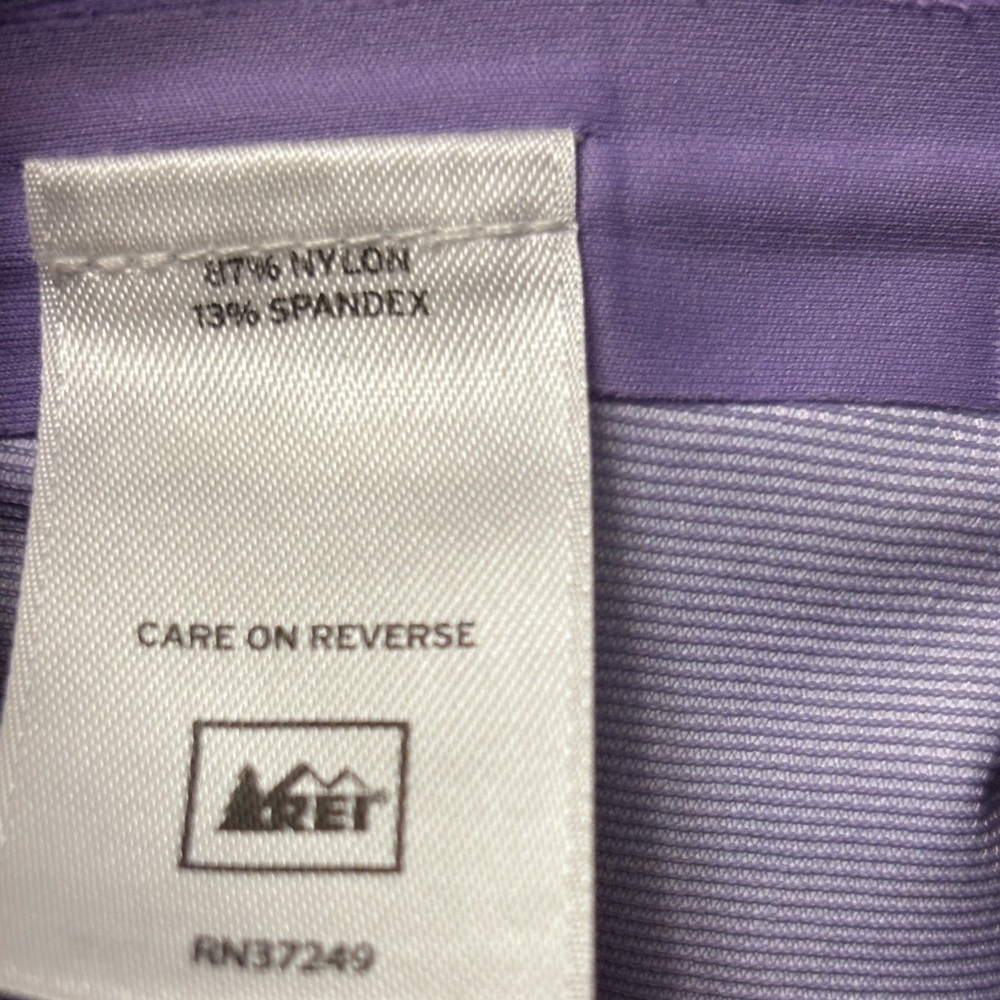 87% NYLON
13% SPANDEX
CARE ON REVERSE
REI
RN37249